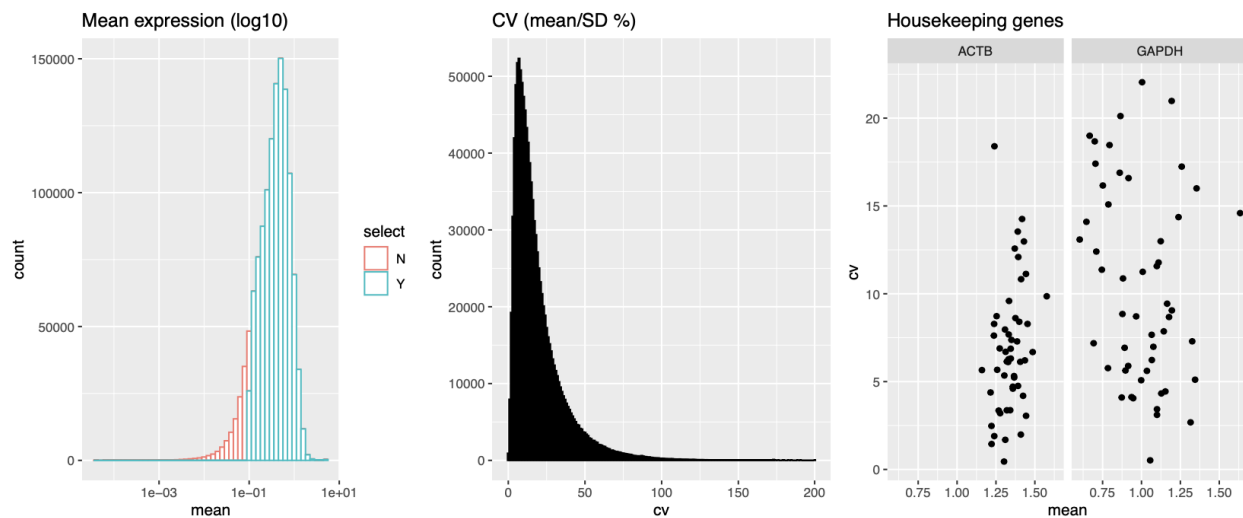 Mean expression (log10)
150000
100000
50000
0
count
1e−03
1e−01
1e+01
mean
select
N
Y
CV (mean/SD %)
50000
40000
30000
20000
10000
0
count
0
50
100
150
200
cv
Housekeeping genes
ACTB
GAPDH
20
15
10
5
0
cv
0.75
1.00
1.25
1.50
0.75
1.00
1.25
1.50
mean